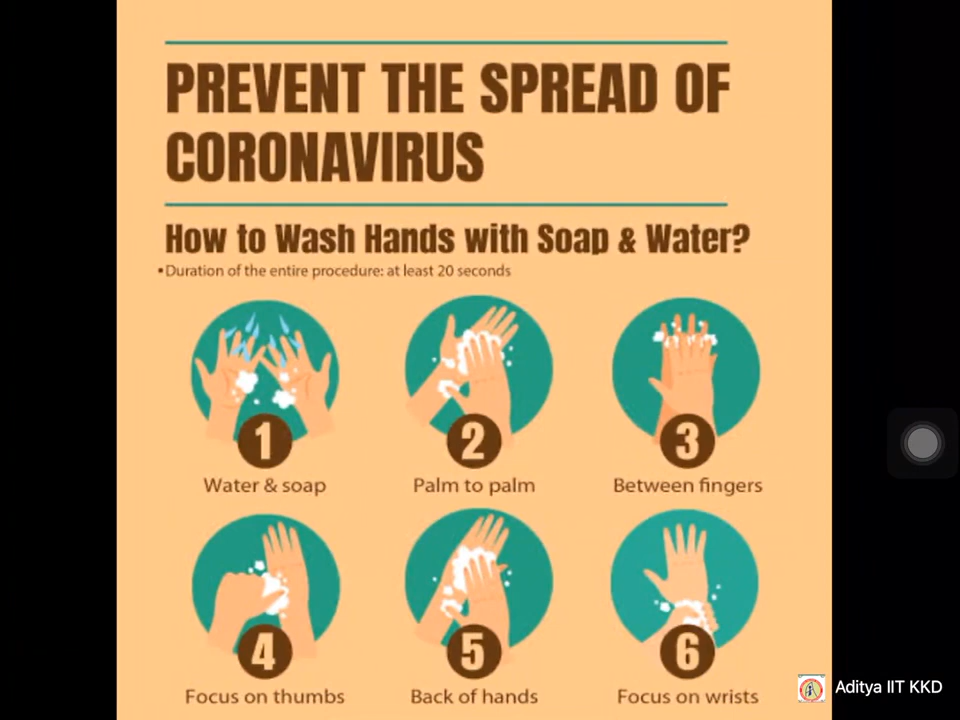 PREVENT THE SPREAD OF
CORONAVIRUS
How to Wash Hands with Soap & Water?
•Duration of the entire procedure: at least 20 seconds
1
2
3
Water & soap
Palm to palm
Between fingers
4
5
6
Focus on thumbs
Back of hands
Focus on wrists
Aditya IIT KKD